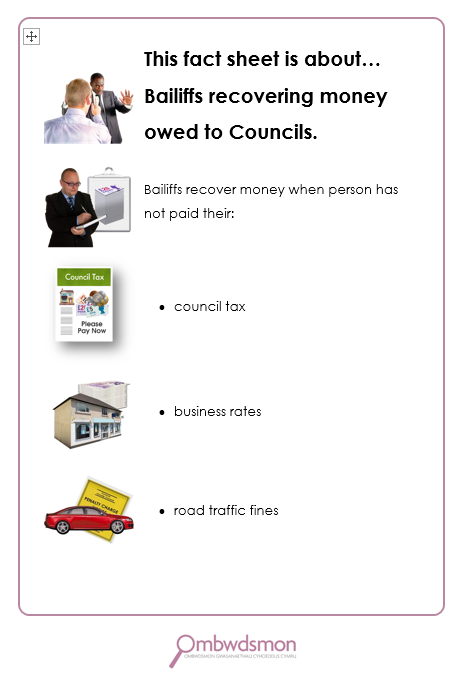 This fact sheet is about…
Bailiffs recovering money
owed to Councils.
Bailiffs recover money when person has
not paid their:
Council Tax
Please
Pay Now
• council tax
• business rates
PENALTY CHARGE
• road traffic fines
Ombwdsmon
OMBWDSMON GWASANAETHAU CYHOEDDUS CYMRU